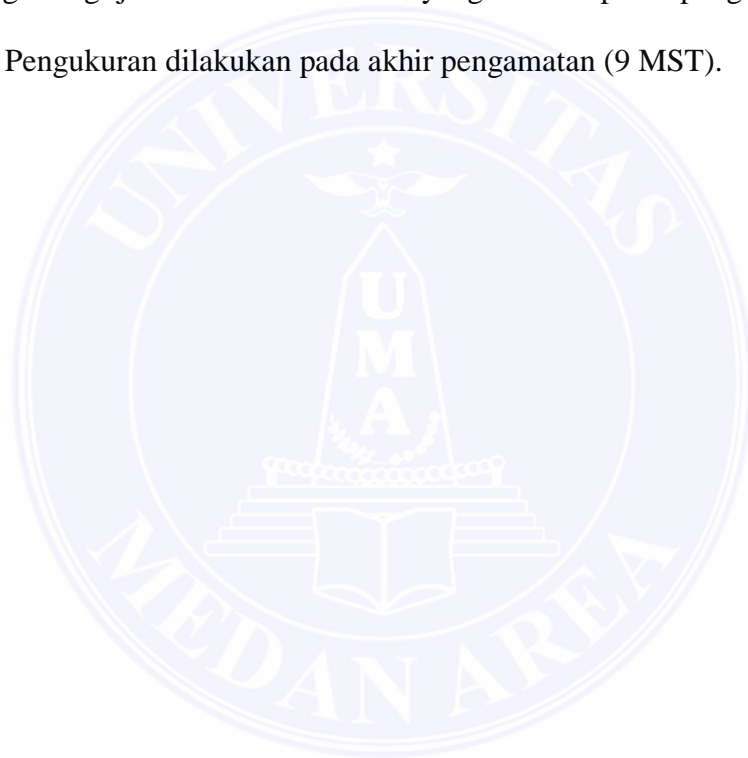 Pengukuran dilakukan pada akhir pengamatan (9 MST).
UNIVERSITAS
U
M
A
MEDAN AREA